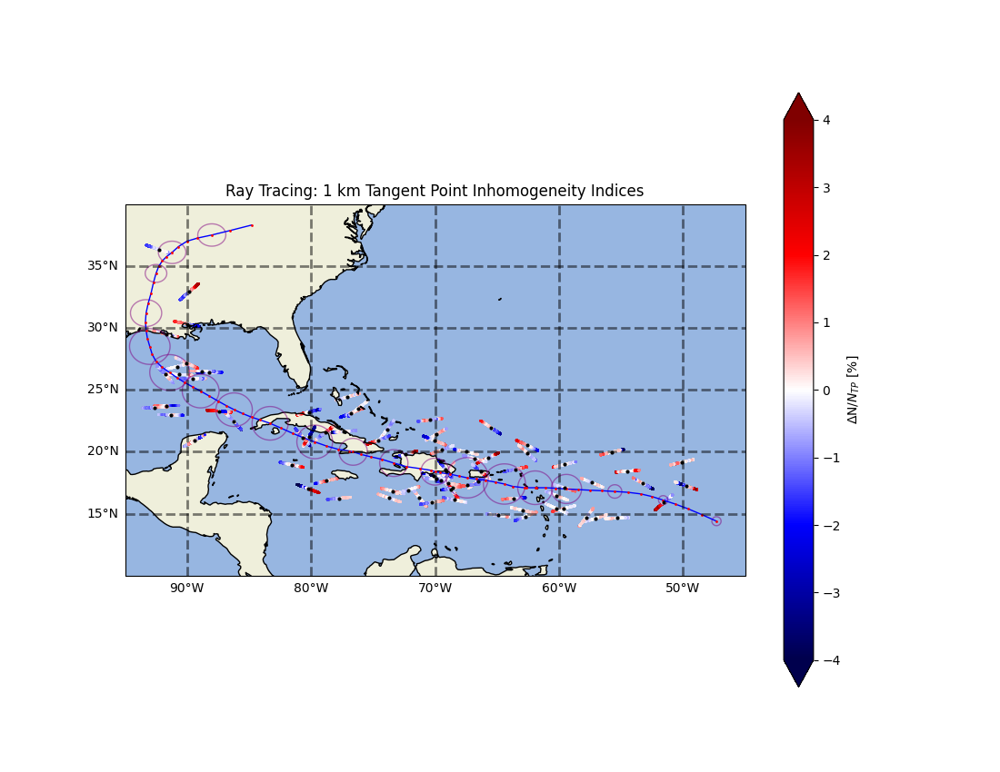 Ray Tracing: 1 km Tangent Point Inhomogeneity Indices
35°N
30°N
25°N
20°N
15°N
90°W 80°W 70°W 60°W 50°W
4
3
2
1
0
−1
−2
−3
−4
ΔN/N_TP [%]